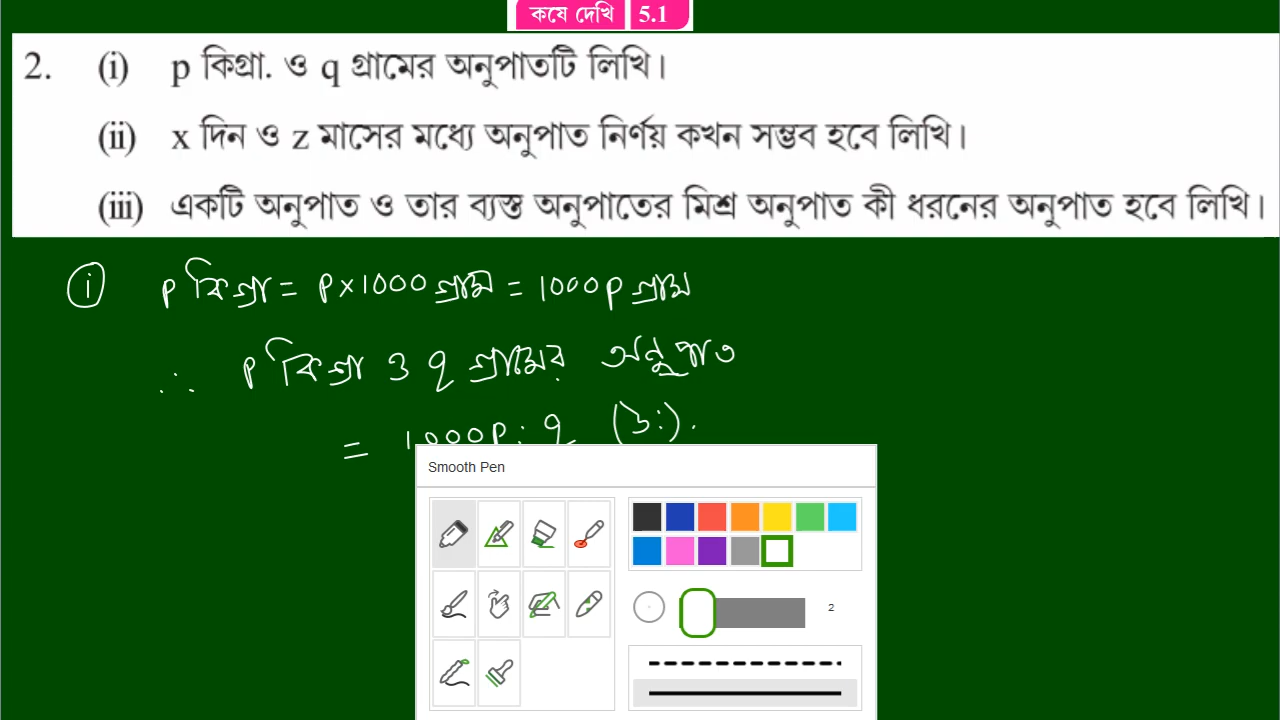 কষে দেখি 5.1
2. (i) p কিগ্রা. ও q গ্রামের অনুপাতটি লিখি।
(ii) x দিন ও z মাসের মধ্যে অনুপাত নির্ণয় কখন সম্ভব হবে লিখি।
(iii) একটি অনুপাত ও তার ব্যস্ত অনুপাতের মিশ্র অনুপাত কী ধরনের অনুপাত হবে লিখি।
(i) p কিগ্রা = p×1000 গ্রাম = 1000p গ্রাম
∴ p কিগ্রা ও q গ্রামের অনুপাত
= 1000p : q (উঃ).
Smooth Pen
2